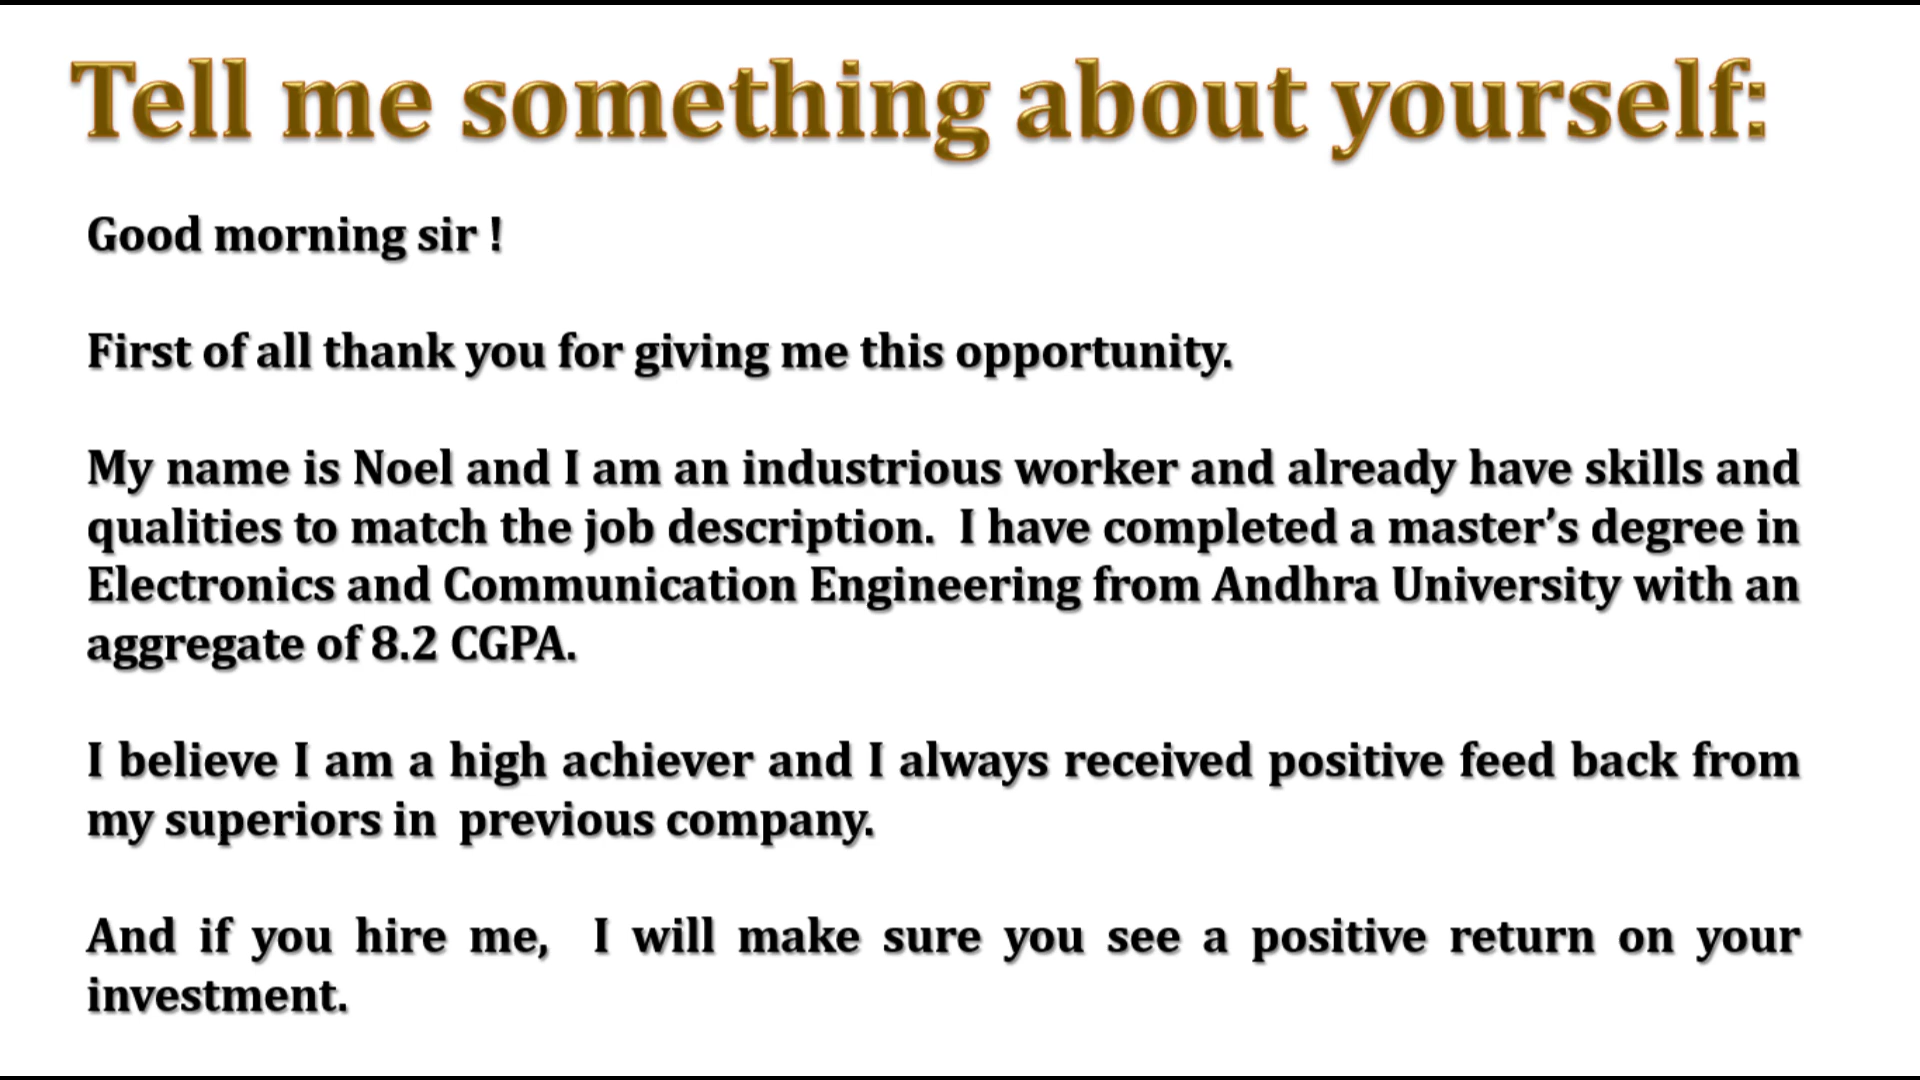 Tell me something about yourself:
Good morning sir !
First of all thank you for giving me this opportunity.
My name is Noel and I am an industrious worker and already have skills and
qualities to match the job description.  I have completed a master’s degree in
Electronics and Communication Engineering from Andhra University with an
aggregate of 8.2 CGPA.
I believe I am a high achiever and I always received positive feed back from
my superiors in  previous company.
And if you hire me,  I will make sure you see a positive return on your
investment.